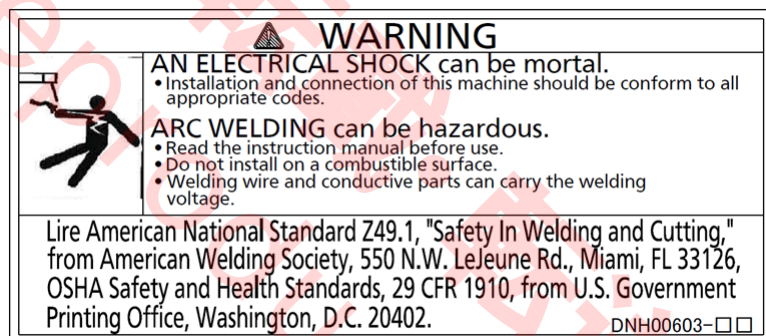 WARNING
AN ELECTRICAL SHOCK can be mortal.
• Installation and connection of this machine should be conform to all
appropriate codes.
ARC WELDING can be hazardous.
• Read the instruction manual before use.
• Do not install on a combustible surface.
• Welding wire and conductive parts can carry the welding
voltage.
Lire American National Standard Z49.1, "Safety In Welding and Cutting,"
from American Welding Society, 550 N.W. LeJeune Rd., Miami, FL 33126,
OSHA Safety and Health Standards, 29 CFR 1910, from U.S. Government
Printing Office, Washington, D.C. 20402.
DNH00603-□□